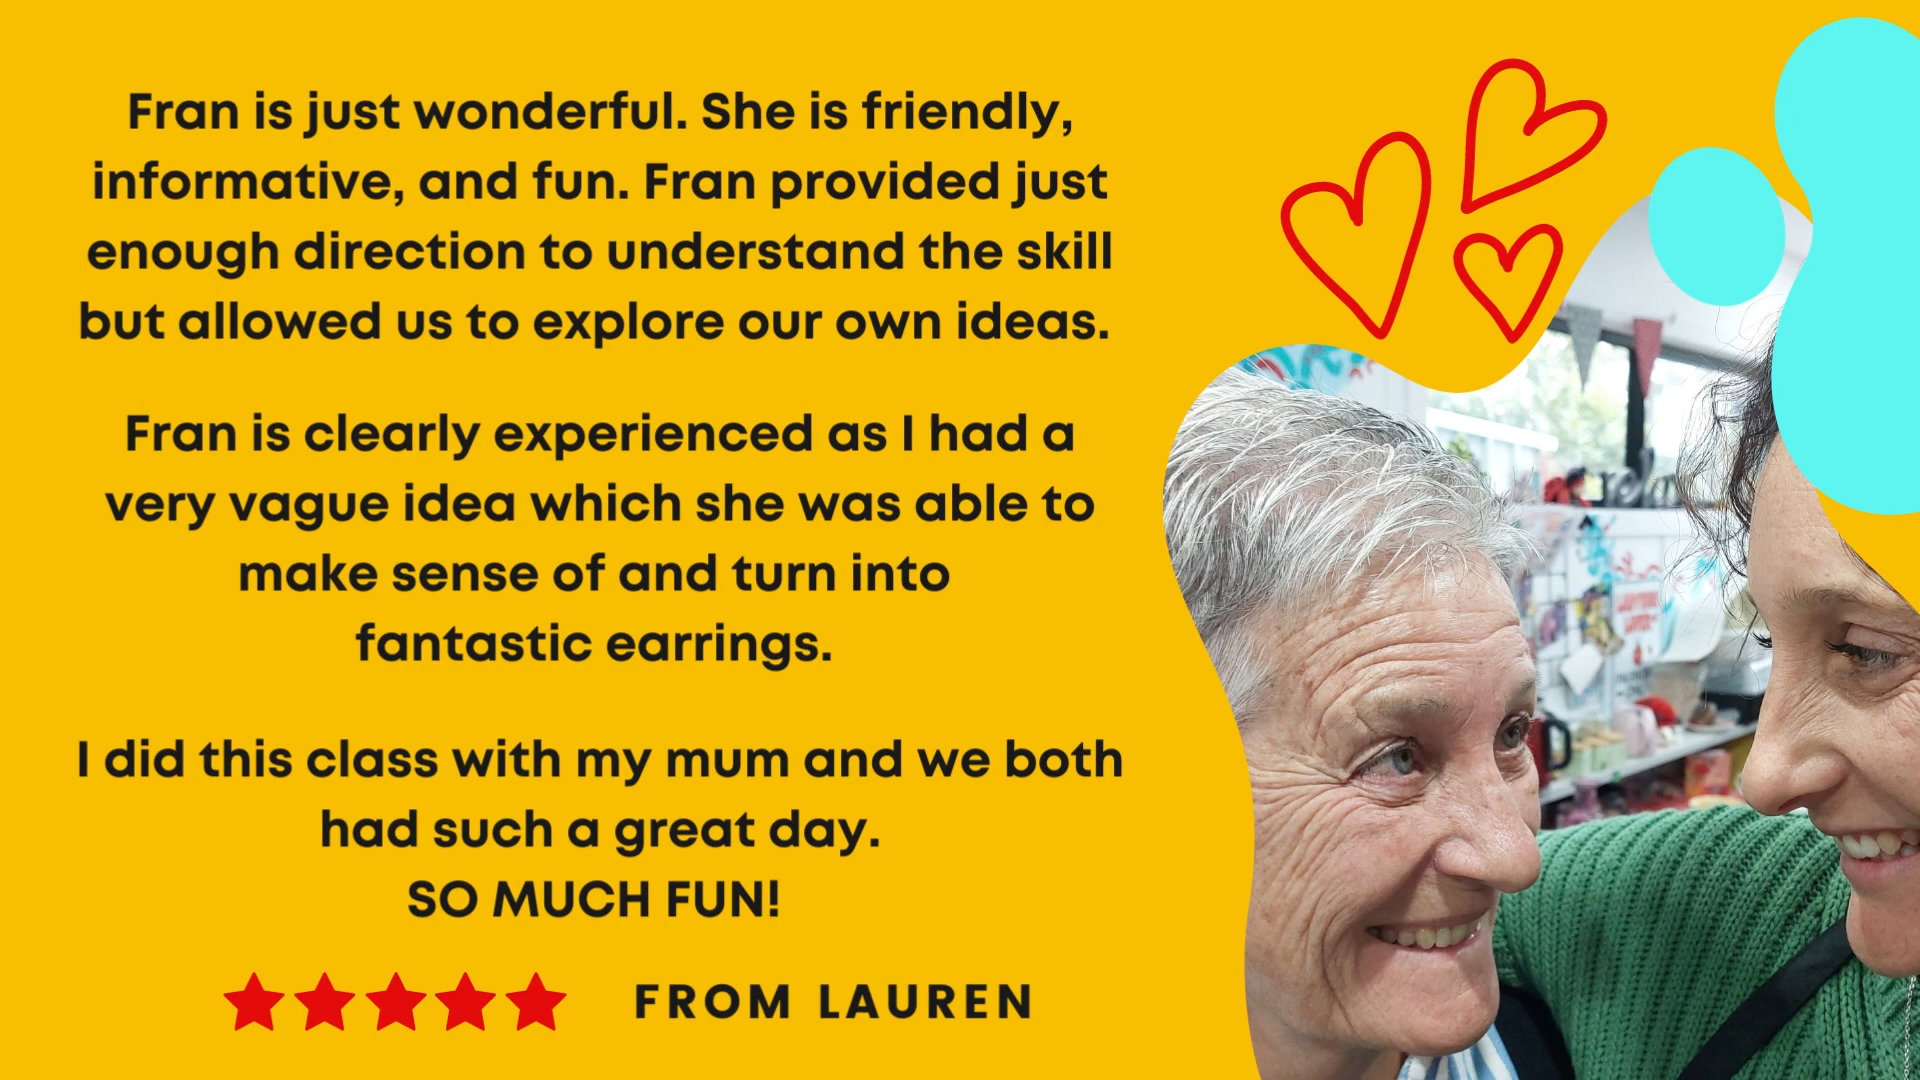 Fran is just wonderful. She is friendly,
informative, and fun. Fran provided just
enough direction to understand the skill
but allowed us to explore our own ideas.
Fran is clearly experienced as I had a
very vague idea which she was able to
make sense of and turn into
fantastic earrings.
I did this class with my mum and we both
had such a great day.
SO MUCH FUN!
FROM LAUREN